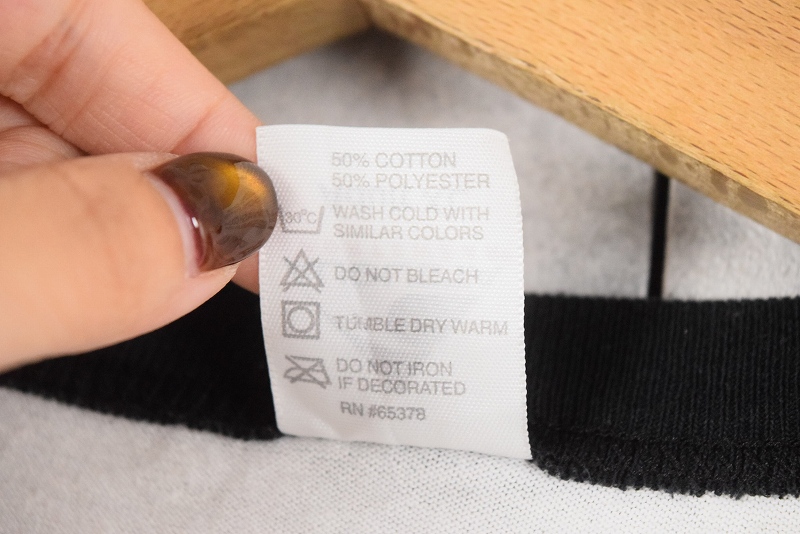 50% COTTON
50% POLYESTER
30°C
WASH COLD WITH
SIMILAR COLORS
DO NOT BLEACH
TUMBLE DRY WARM
DO NOT IRON
IF DECORATED
RN #65378